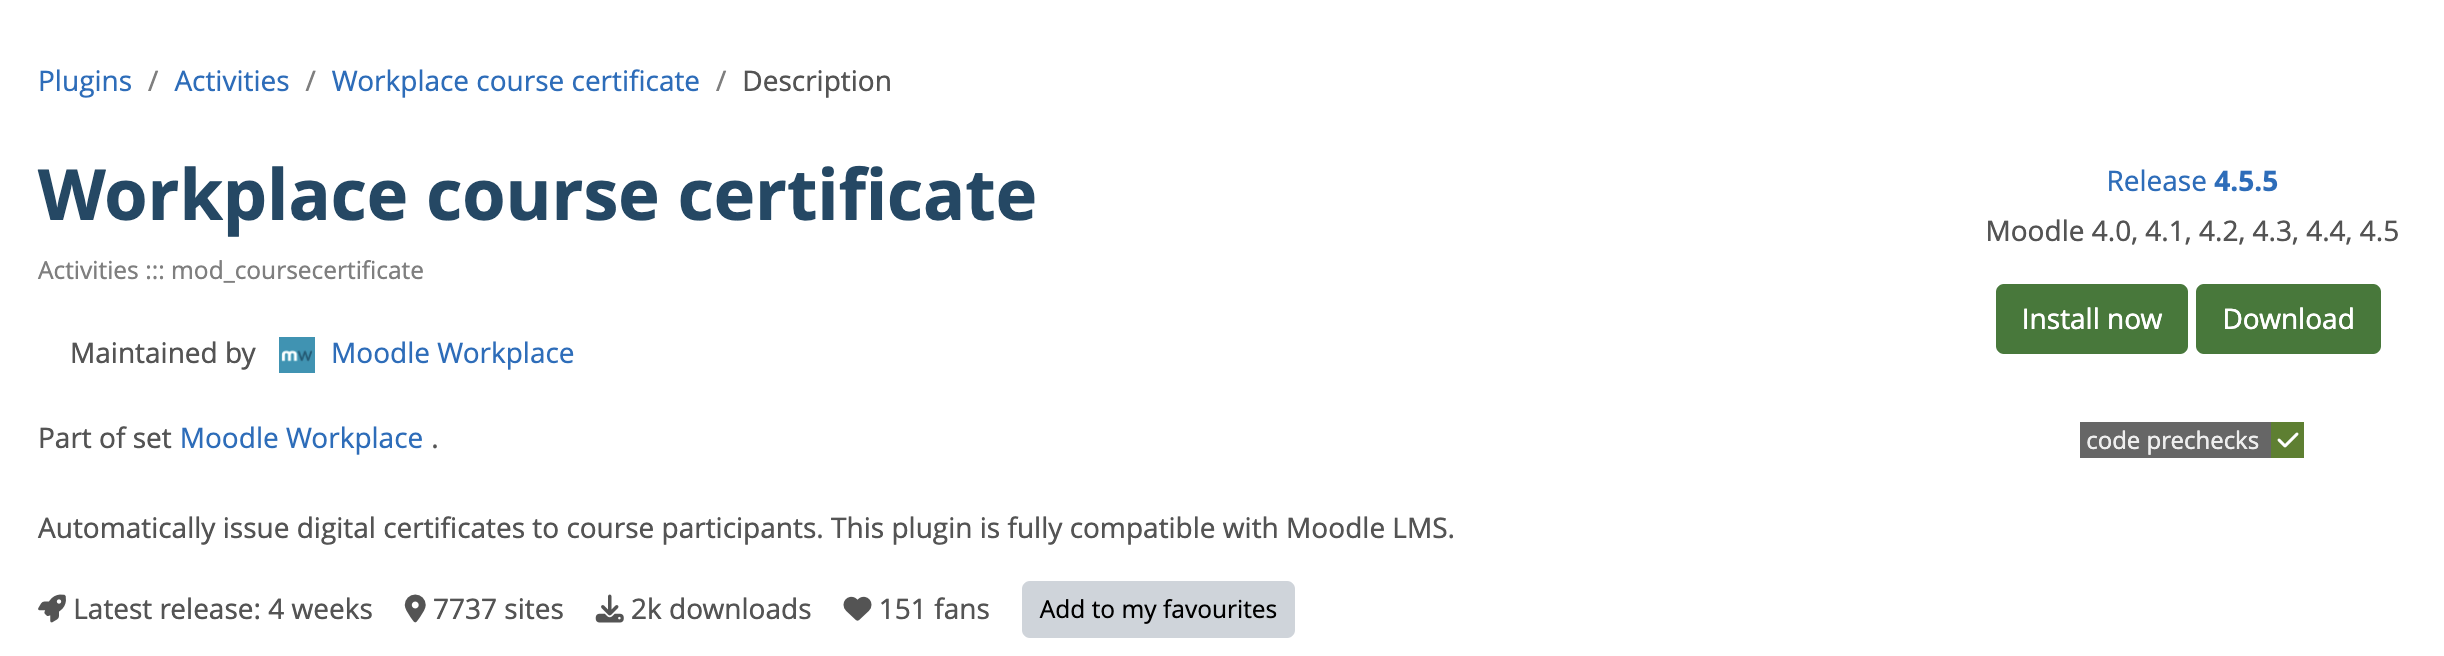 Plugins / Activities / Workplace course certificate / Description
Workplace course certificate
Activities ::: mod_coursecertificate
Maintained by mw Moodle Workplace
Part of set Moodle Workplace .
Automatically issue digital certificates to course participants. This plugin is fully compatible with Moodle LMS.
Latest release: 4 weeks 7737 sites 2k downloads 151 fans Add to my favourites
Release 4.5.5
Moodle 4.0, 4.1, 4.2, 4.3, 4.4, 4.5
Install now Download
code prechecks